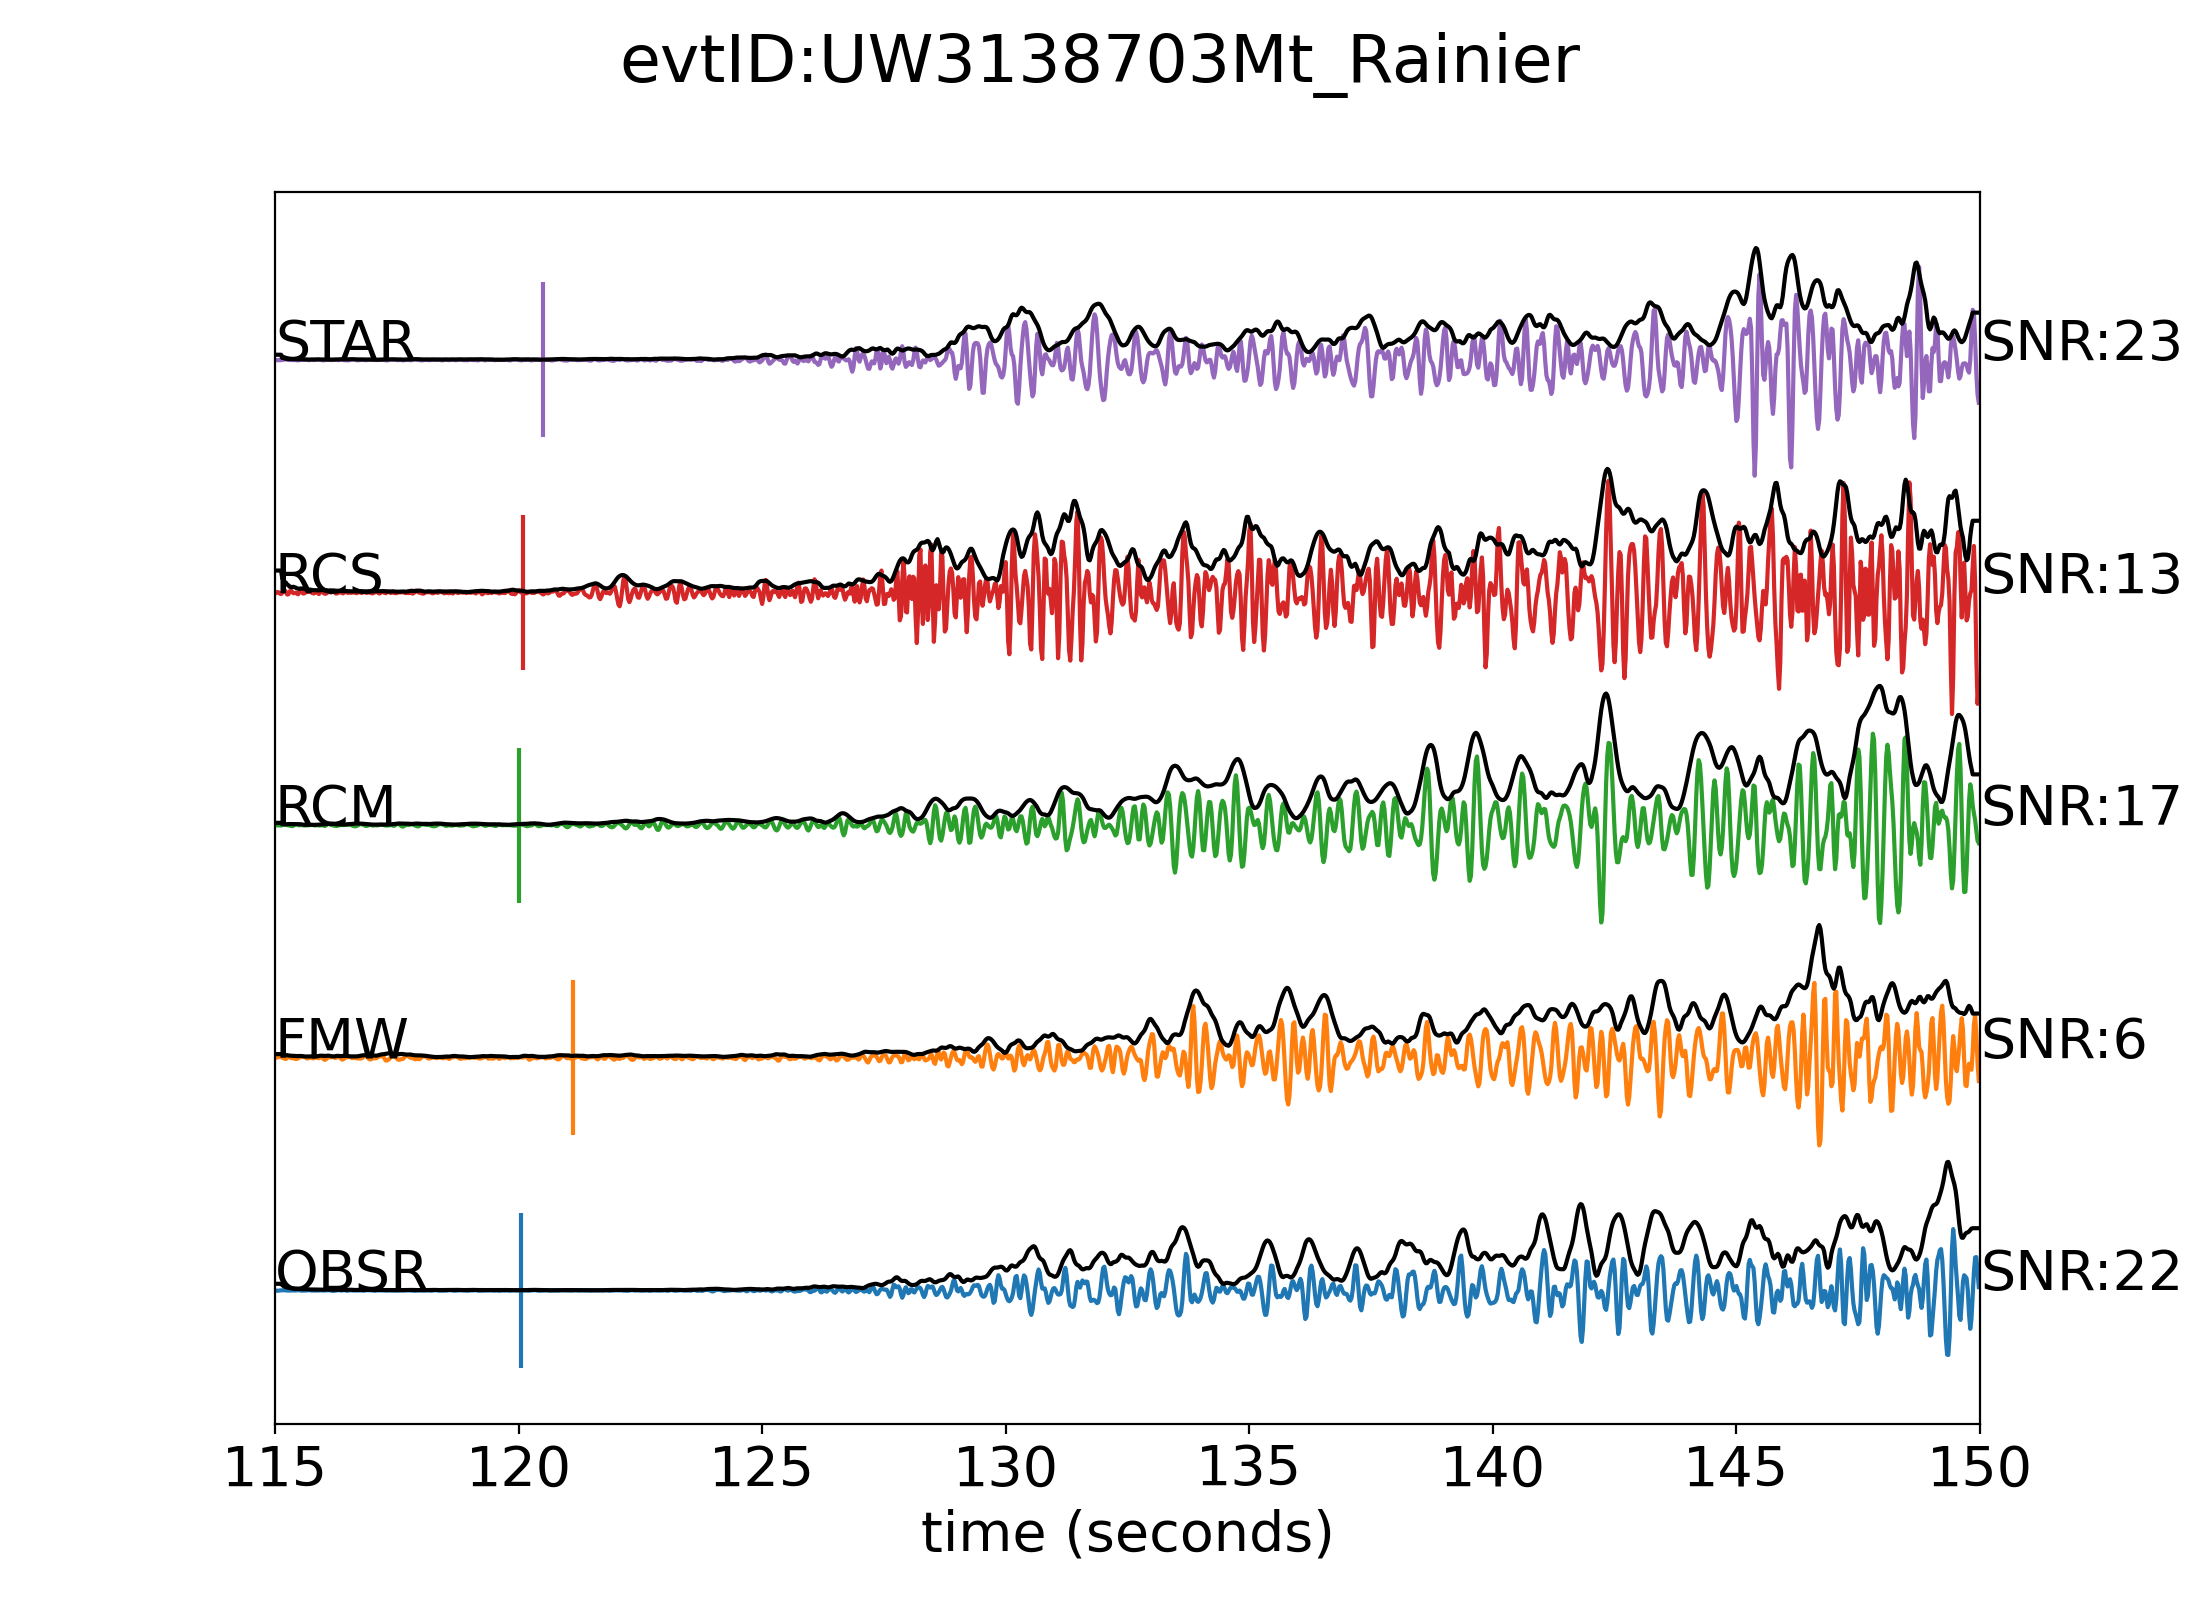 evtID:UW3138703Mt_Rainier
STAR SNR:23
RCS SNR:13
RCM SNR:17
FMW SNR:6
OBSR SNR:22
115 120 125 130 135 140 145 150
time (seconds)